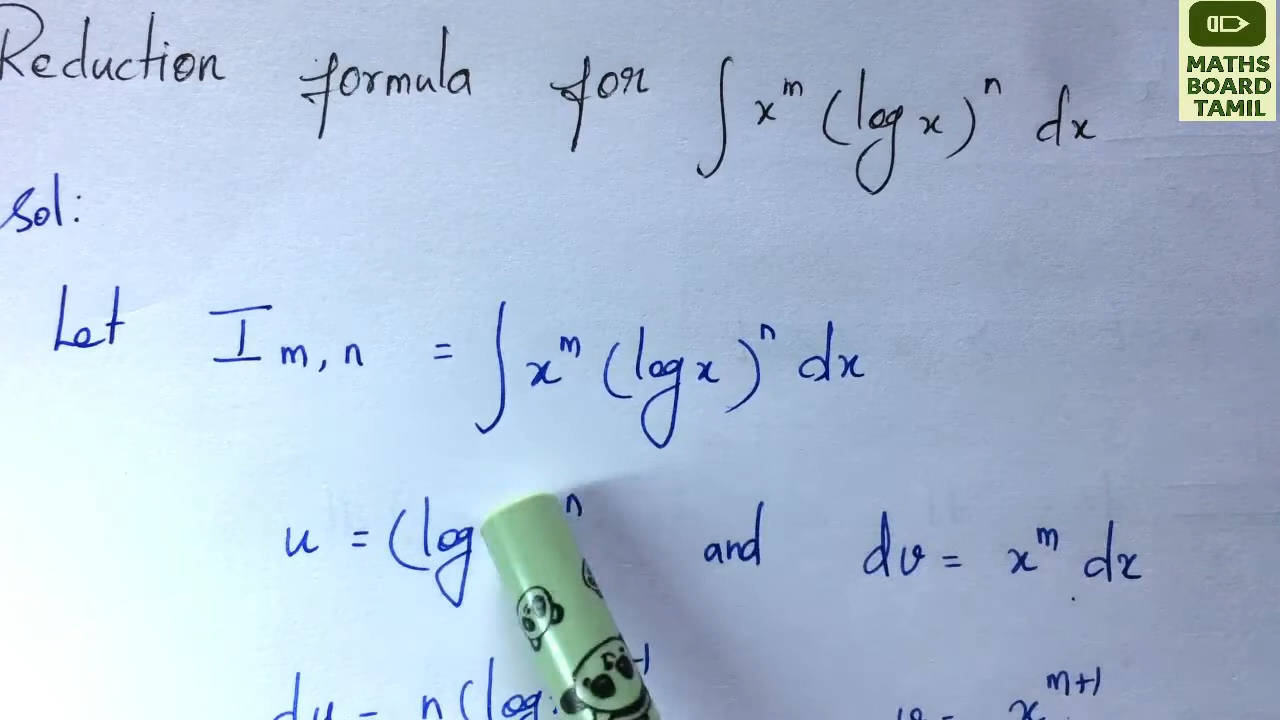 Reduction formula for ∫ x^m (log x)^n dx
MATHS
BOARD
TAMIL
Sol:
Let I m, n = ∫ x^m (log x)^n dx
u = (log ^n and dv = x^m dx
du = n(log -1 v = x^m+1